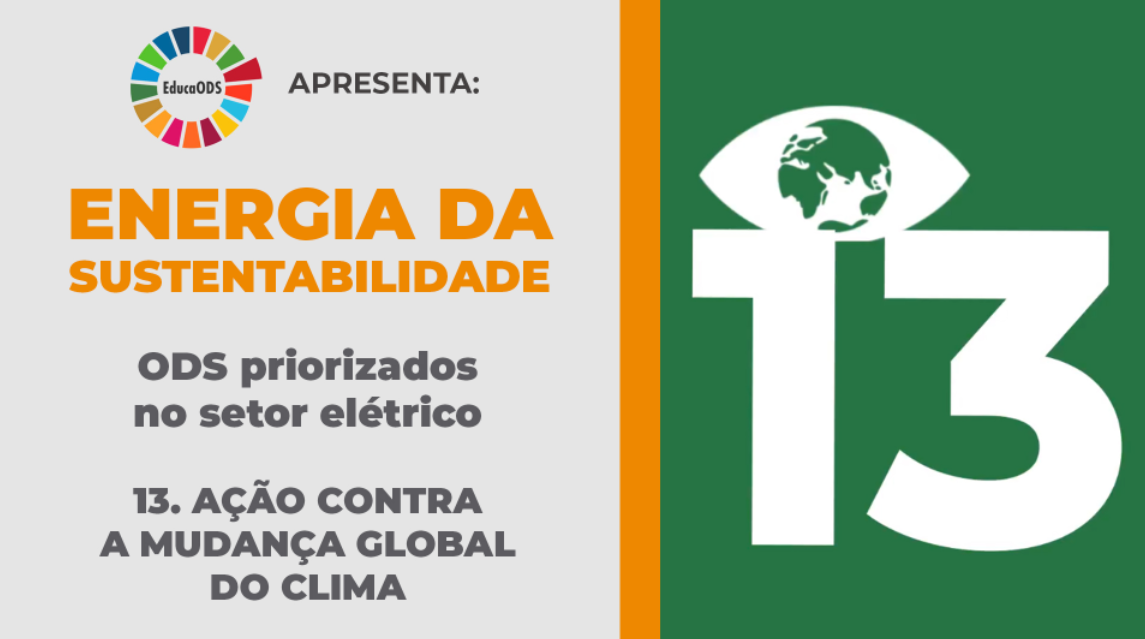 EducaODS
APRESENTA:
ENERGIA DA
SUSTENTABILIDADE
ODS priorizados
no setor elétrico
13. AÇÃO CONTRA
A MUDANÇA GLOBAL
DO CLIMA
13